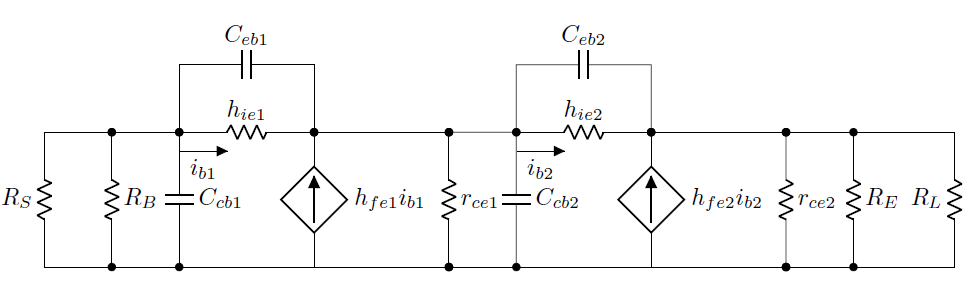 C_{eb1} C_{eb2}
h_{ie1} h_{ie2}
i_{b1} i_{b2}
R_S R_B C_{cb1} h_{fe1}i_{b1} r_{ce1} C_{cb2} h_{fe2}i_{b2} r_{ce2} R_E R_L